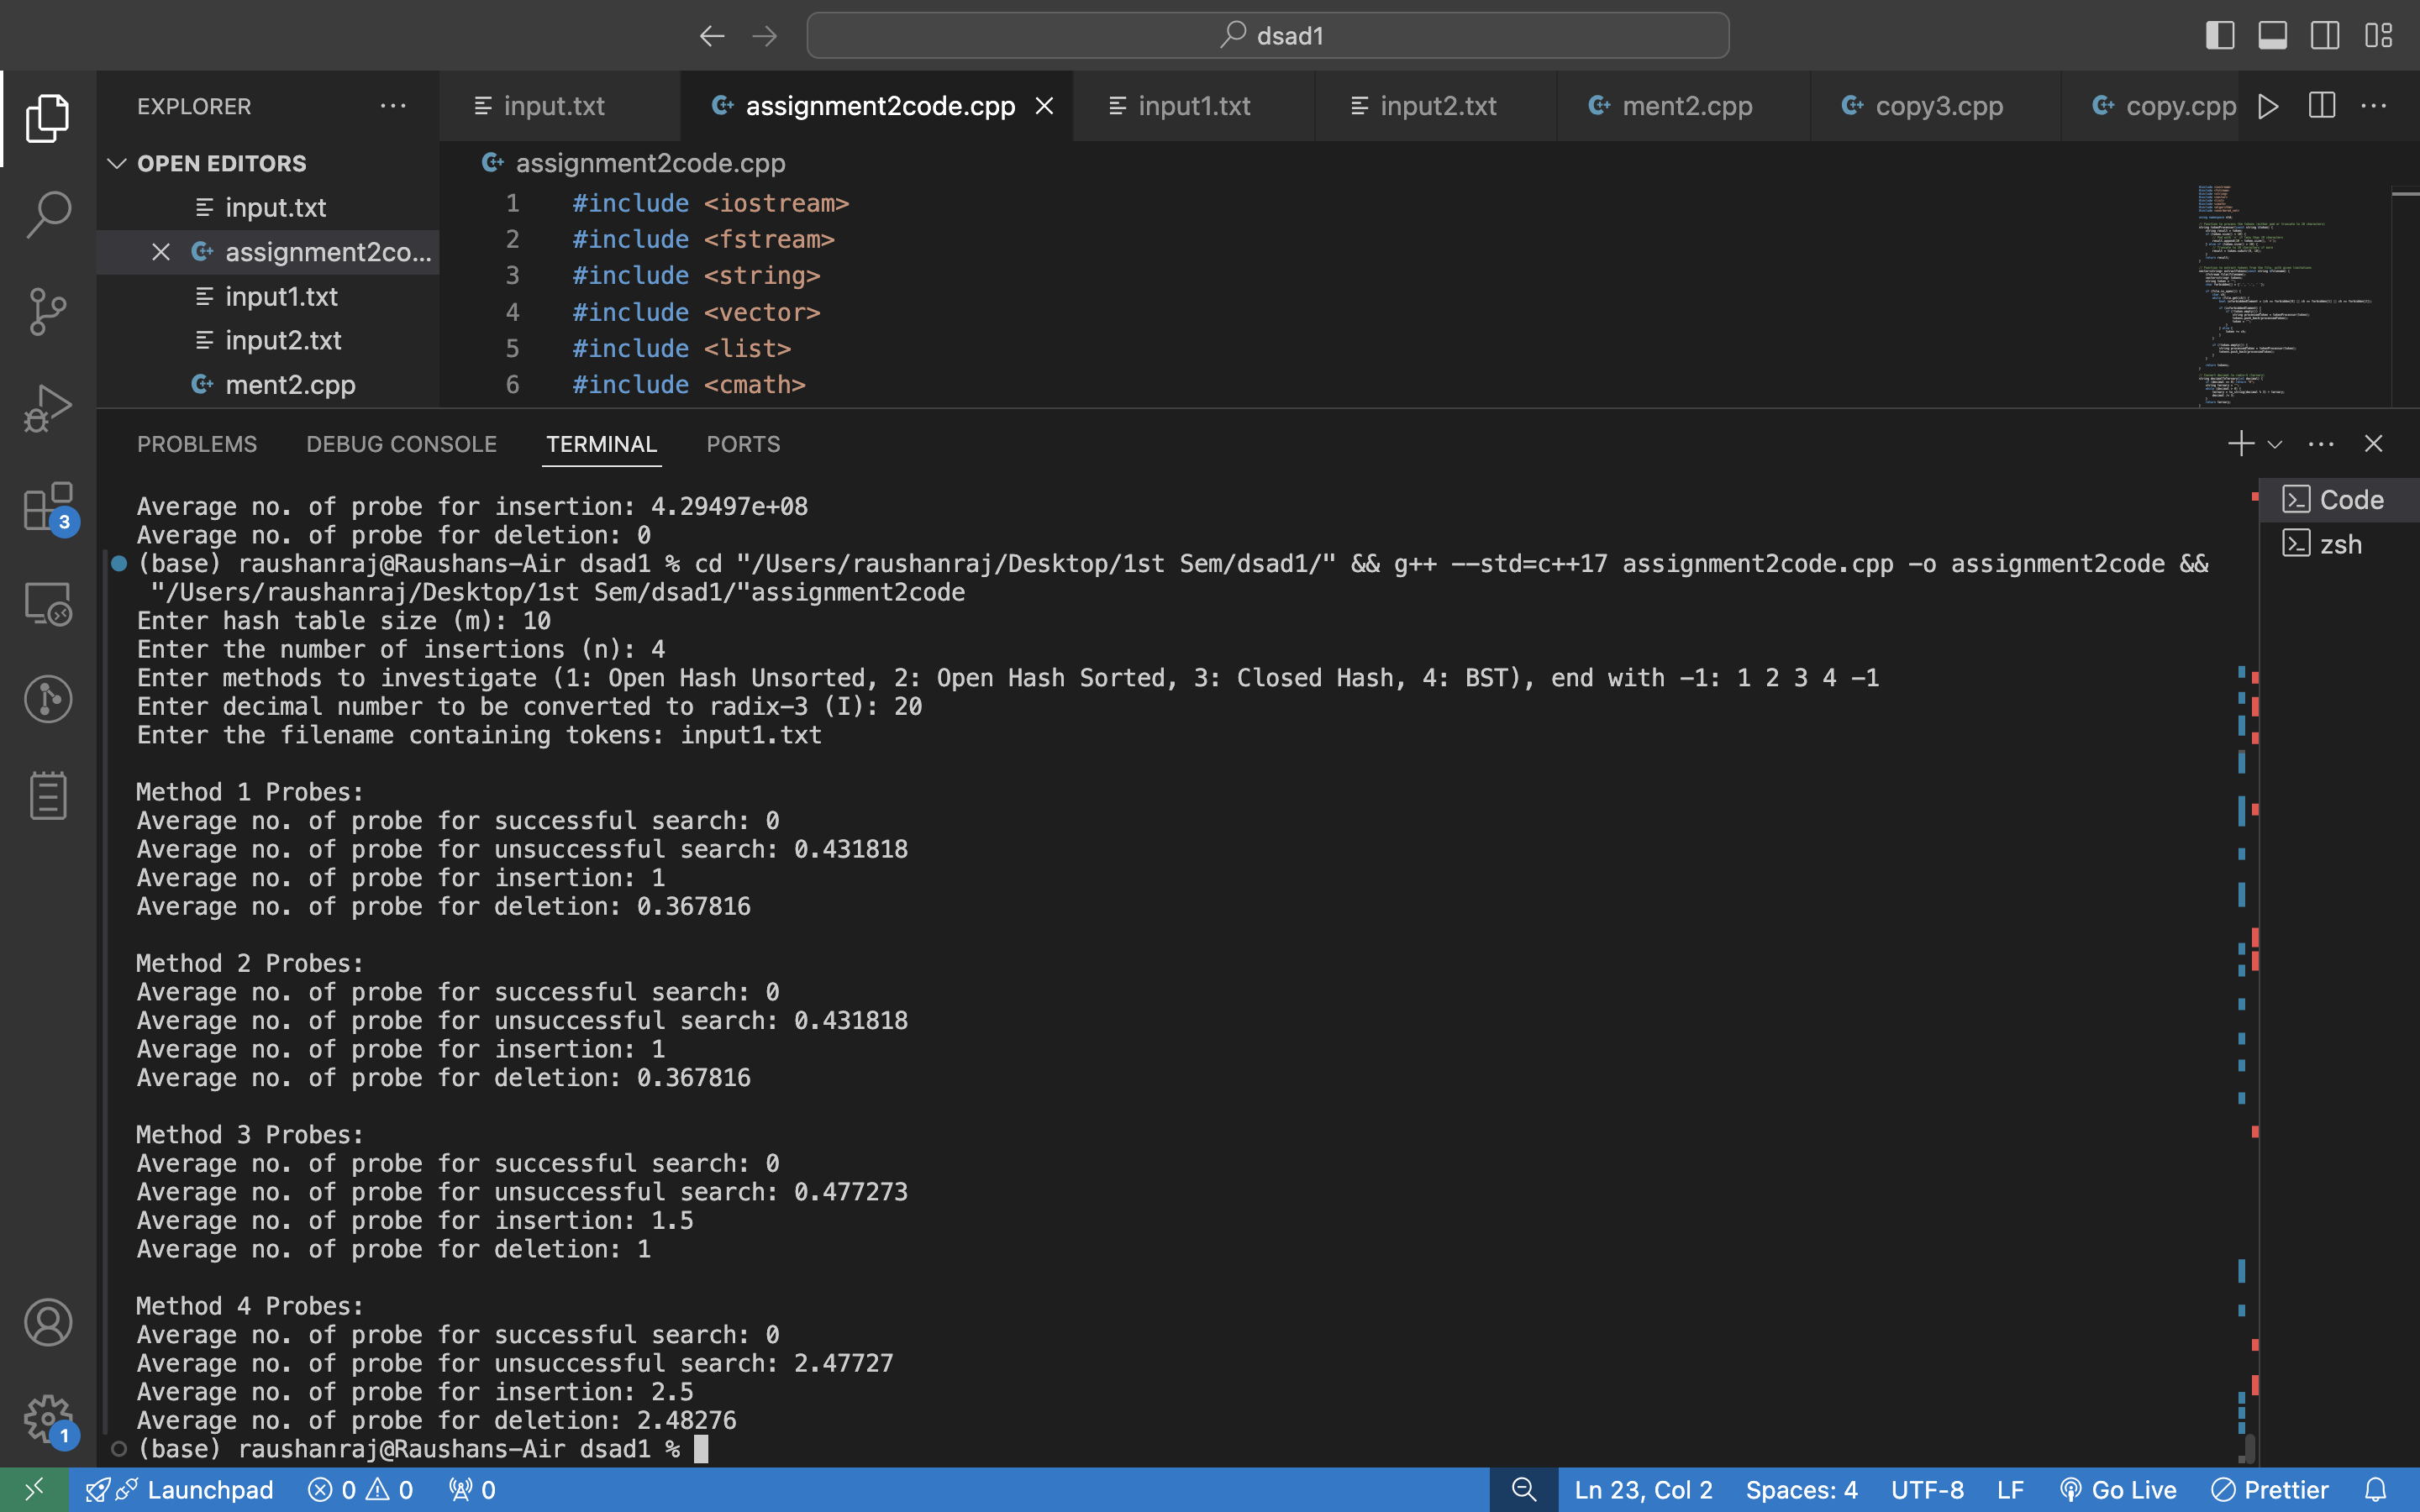 dsad1
EXPLORER
input.txt
assignment2code.cpp
input1.txt
input2.txt
ment2.cpp
copy3.cpp
copy.cpp
OPEN EDITORS
input.txt
assignment2co...
input1.txt
input2.txt
ment2.cpp
assignment2code.cpp
1 #include <iostream>
2 #include <fstream>
3 #include <string>
4 #include <vector>
5 #include <list>
6 #include <cmath>
PROBLEMS DEBUG CONSOLE TERMINAL PORTS
Code
zsh
Average no. of probe for insertion: 4.29497e+08
Average no. of probe for deletion: 0
(base) raushanraj@Raushans-Air dsad1 % cd "/Users/raushanraj/Desktop/1st Sem/dsad1/" && g++ --std=c++17 assignment2code.cpp -o assignment2code &&
"/Users/raushanraj/Desktop/1st Sem/dsad1/"assignment2code
Enter hash table size (m): 10
Enter the number of insertions (n): 4
Enter methods to investigate (1: Open Hash Unsorted, 2: Open Hash Sorted, 3: Closed Hash, 4: BST), end with -1: 1 2 3 4 -1
Enter decimal number to be converted to radix-3 (I): 20
Enter the filename containing tokens: input1.txt
Method 1 Probes:
Average no. of probe for successful search: 0
Average no. of probe for unsuccessful search: 0.431818
Average no. of probe for insertion: 1
Average no. of probe for deletion: 0.367816
Method 2 Probes:
Average no. of probe for successful search: 0
Average no. of probe for unsuccessful search: 0.431818
Average no. of probe for insertion: 1
Average no. of probe for deletion: 0.367816
Method 3 Probes:
Average no. of probe for successful search: 0
Average no. of probe for unsuccessful search: 0.477273
Average no. of probe for insertion: 1.5
Average no. of probe for deletion: 1
Method 4 Probes:
Average no. of probe for successful search: 0
Average no. of probe for unsuccessful search: 2.47727
Average no. of probe for insertion: 2.5
Average no. of probe for deletion: 2.48276
(base) raushanraj@Raushans-Air dsad1 %
3
1
Launchpad 0 0 0 Ln 23, Col 2 Spaces: 4 UTF-8 LF Go Live Prettier